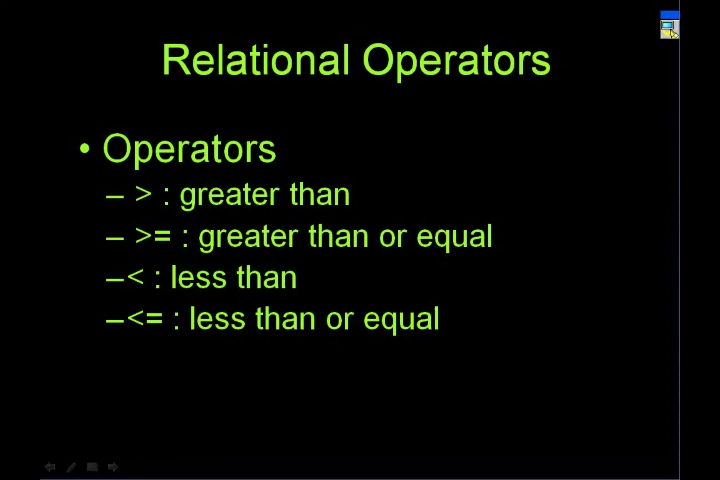 Relational Operators
• Operators
– > : greater than
– >= : greater than or equal
–< : less than
–<= : less than or equal